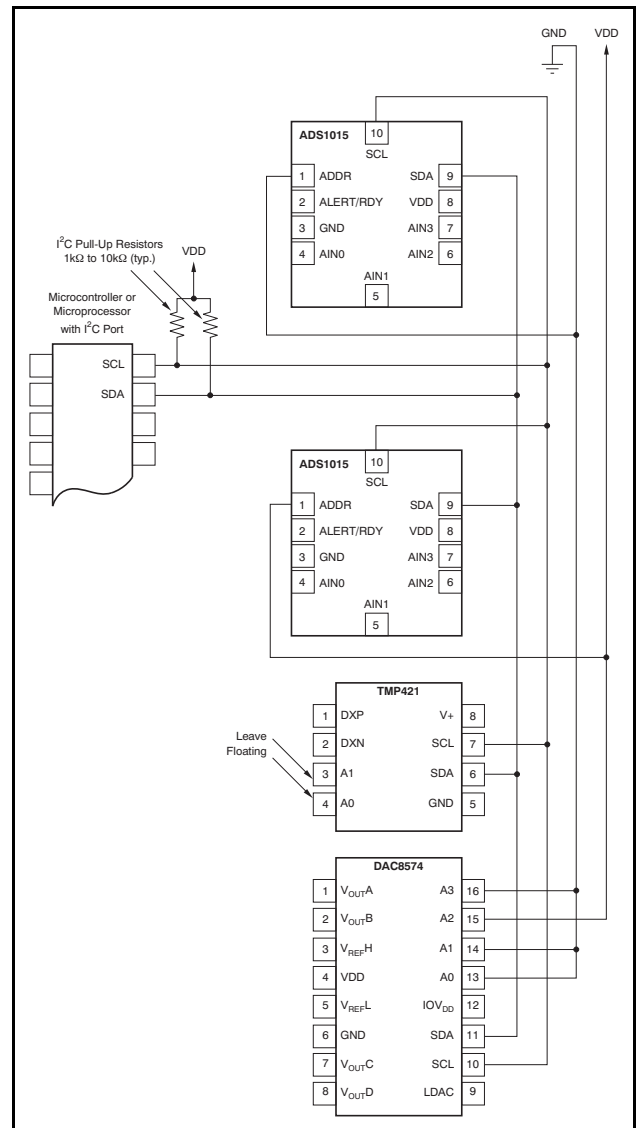 GND VDD
ADS1015
10
SCL
1 ADDR SDA 9
2 ALERT/RDY VDD 8
3 GND AIN3 7
4 AIN0 AIN2 6
AIN1
5
I²C Pull-Up Resistors
1kΩ to 10kΩ (typ.)
VDD
Microcontroller or
Microprocessor
with I²C Port
SCL
SDA
ADS1015
10
SCL
1 ADDR SDA 9
2 ALERT/RDY VDD 8
3 GND AIN3 7
4 AIN0 AIN2 6
AIN1
5
TMP421
1 DXP V+ 8
2 DXN SCL 7
3 A1 SDA 6
4 A0 GND 5
Leave
Floating
DAC8574
1 VOUTA A3 16
2 VOUTB A2 15
3 VREFH A1 14
4 VDD A0 13
5 VREFL IOVDD 12
6 GND SDA 11
7 VOUTC SCL 10
8 VOUTD LDAC 9